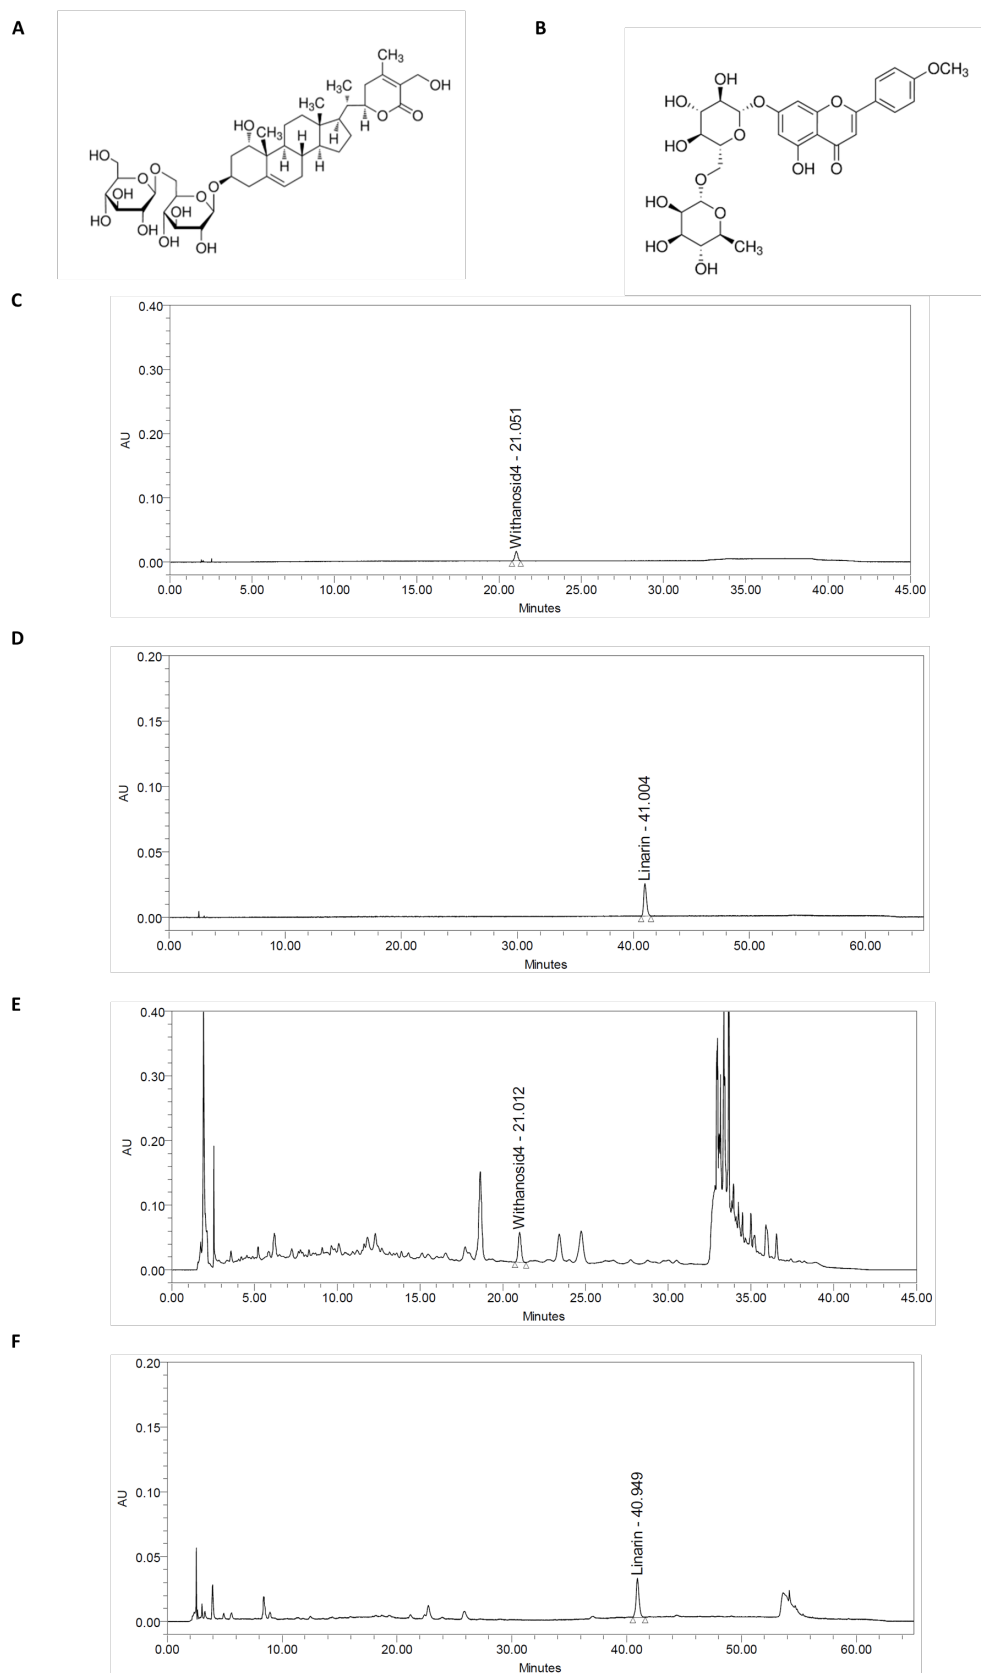 A
B
CH3
H3C
OH
H3C
O
O
H
HO
CH3
H
H
H
H
HO
O
O
O
OH
HO
OH
O
OH
OH
OH
O
OH
OCH3
OH
HO
O
O
HO
O
OH
O
O
HO
O
HO
CH3
OH
C
0.40
0.30
0.20
0.10
0.00
AU
Withanosid4 - 21.051
0.00 5.00 10.00 15.00 20.00 25.00 30.00 35.00 40.00 45.00
Minutes
D
0.20
0.15
0.10
0.05
0.00
AU
Linarin - 41.004
0.00 10.00 20.00 30.00 40.00 50.00 60.00
Minutes
E
0.40
0.30
0.20
0.10
0.00
AU
Withanosid4 - 21.012
0.00 5.00 10.00 15.00 20.00 25.00 30.00 35.00 40.00 45.00
Minutes
F
0.20
0.15
0.10
0.05
0.00
AU
Linarin - 40.949
0.00 10.00 20.00 30.00 40.00 50.00 60.00
Minutes